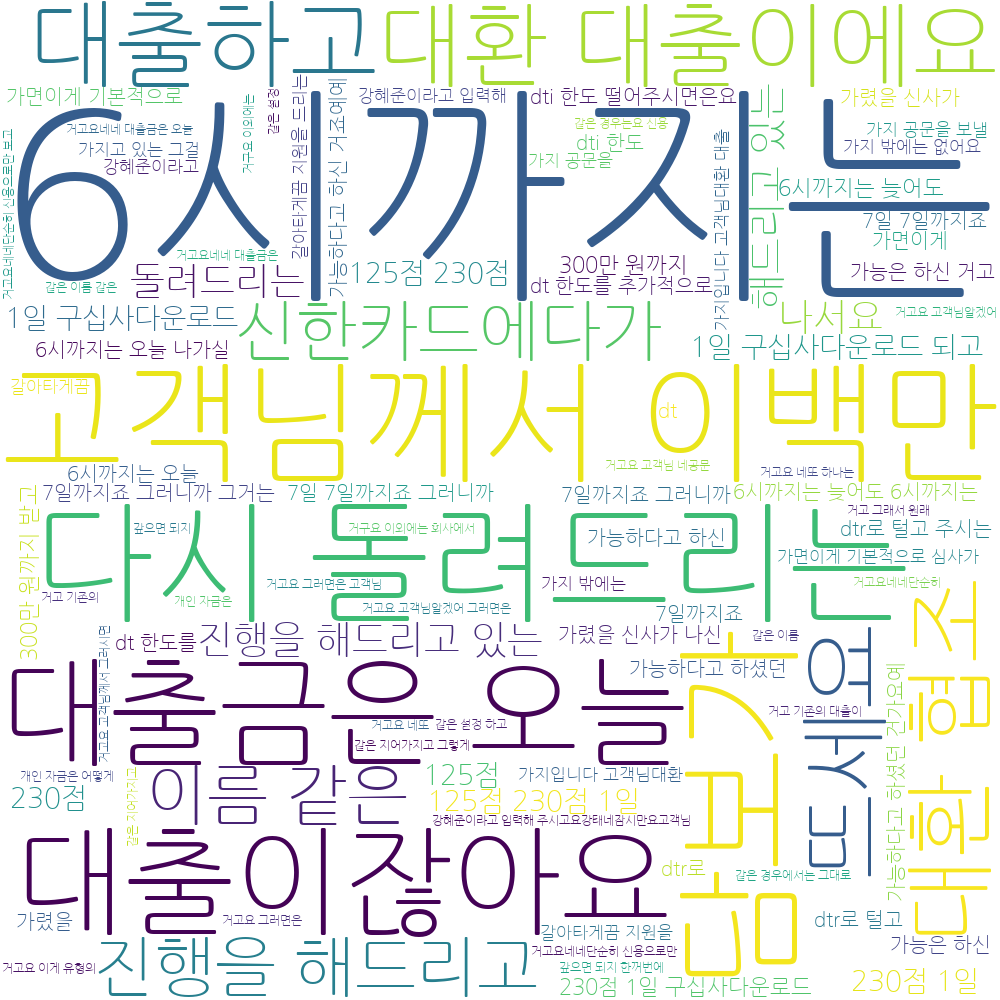 대출하고
대환 대출이에요
가면이게 기본적으로
강혜준이라고 입력해
dti 한도 떨어주시면은요
가렸을 신사가
거고요네네 대출금은 오늘
가지고 있는 그걸
강혜준이라고
거구요 이외에는
같은 설정
갈아타게끔 지원을 드리는
가능하다고 하신 가죠에에
같은 경우는요 신용
dti 한도
가지 공문을
가지 공문을 보낼
가지 밖에는 없어요
6시까지는
거고요네네단순히 신용으로만 보고
가지입니다 고객님대환 대출
해드리고 있는
6시까지는 늦어도
7일 7일까지죠
가면이게
거고요네네 대출금은
같은 이름 같은
돌려드리는
125점 230점
300만 원까지
dt 한도를 추가적으로
가능은 하신 거고
1일 구십사다운로드
신한카드에다가
나서요
거고요 고객님알겠어
6시까지는 오늘 나가실
1일 구십사다운로드 되고
고객님께서 이백만
갈아타게끔
dt
6시까지는 오늘
거고요 고객님 네공문
거고요 네또 하나는
7일까지죠 그러니까 그거는
7일 7일까지죠 그러니까
7일까지죠 그러니까
6시까지는 늦어도 6시까지는
300만 원까지 받고
다시 돌려드리는
갚으면 되지
거구요 이외에는 회사에서
가능하다고 하신
거고 그래서 원래
dtr로 털고 주시는
가면이게 기본적으로 심사가
거고 기존의
개인 자금은
거고요 그러면은 고객님
가지 밖에는
거고요네네단순히
거고요 고객님알겠어 그러면은
7일까지죠
dt 한도를
진행을 해드리고 있는
가렸을 신사가 나신
같은 이름
거고요 고객님께서 그러시면
대출금은 오늘
가능하다고 하셨던
담보가
뜨세요
대환 협조
가능하다고 하셨던 건가요예
거고요 네또
같은 설정 하고
거고 기존의 대출이
같은 지어가지고 그렇게
개인 자금은 어떻게
230점
이름 같은
같은 지어가지고
125점
가지입니다 고객님대환
125점 230점 1일
강혜준이라고 입력해 주시고요강태네잠시만요고객님
대출이잖아요
dtr로
같은 경우에서는 그대로
가렸을
거고요 그러면은
갈아타게끔 지원을
dtr로 털고
거고요 이게 유형의
진행을 해드리고
거고요네네단순히 신용으로만
가능은 하신
갚으면 되지 한꺼번에
230점 1일 구십사다운로드
230점 1일